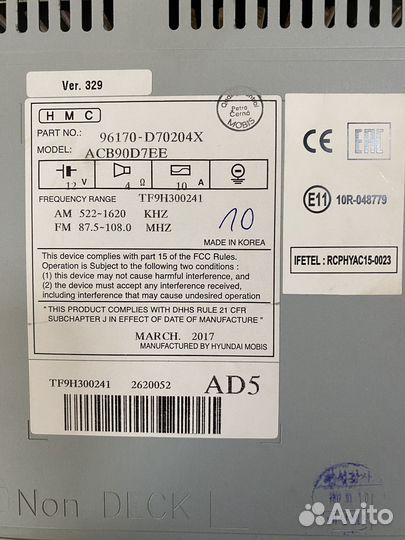 Ver. 329
H M C
PART NO.: 96170-D70204X
MODEL: ACB90D7EE
12 V
4 Ω
10 A
FREQUENCY RANGE TF9H300241
AM 522~1620 KHZ
FM 87.5~108.0 MHZ
10
MADE IN KOREA
This device complies with part 15 of the FCC Rules.
Operation is Subject to the following two conditions :
(1) this device may not cause harmful interference, and
(2) the device must accept any interference received,
including interference that may cause undesired operation
" THIS PRODUCT COMPLIES WITH DHHS RULE 21 CFR
SUBCHAPTER J IN EFFECT OF DATE OF MANUFACTURE "
MARCH. 2017
MANUFACTURED BY HYUNDAI MOBIS
TF9H300241 2620052
AD5
Petra
Černá
MOBIS
CE EAC
E11 10R-048779
IFETEL : RCPHYAC15-0023
Non DECK L
Avito